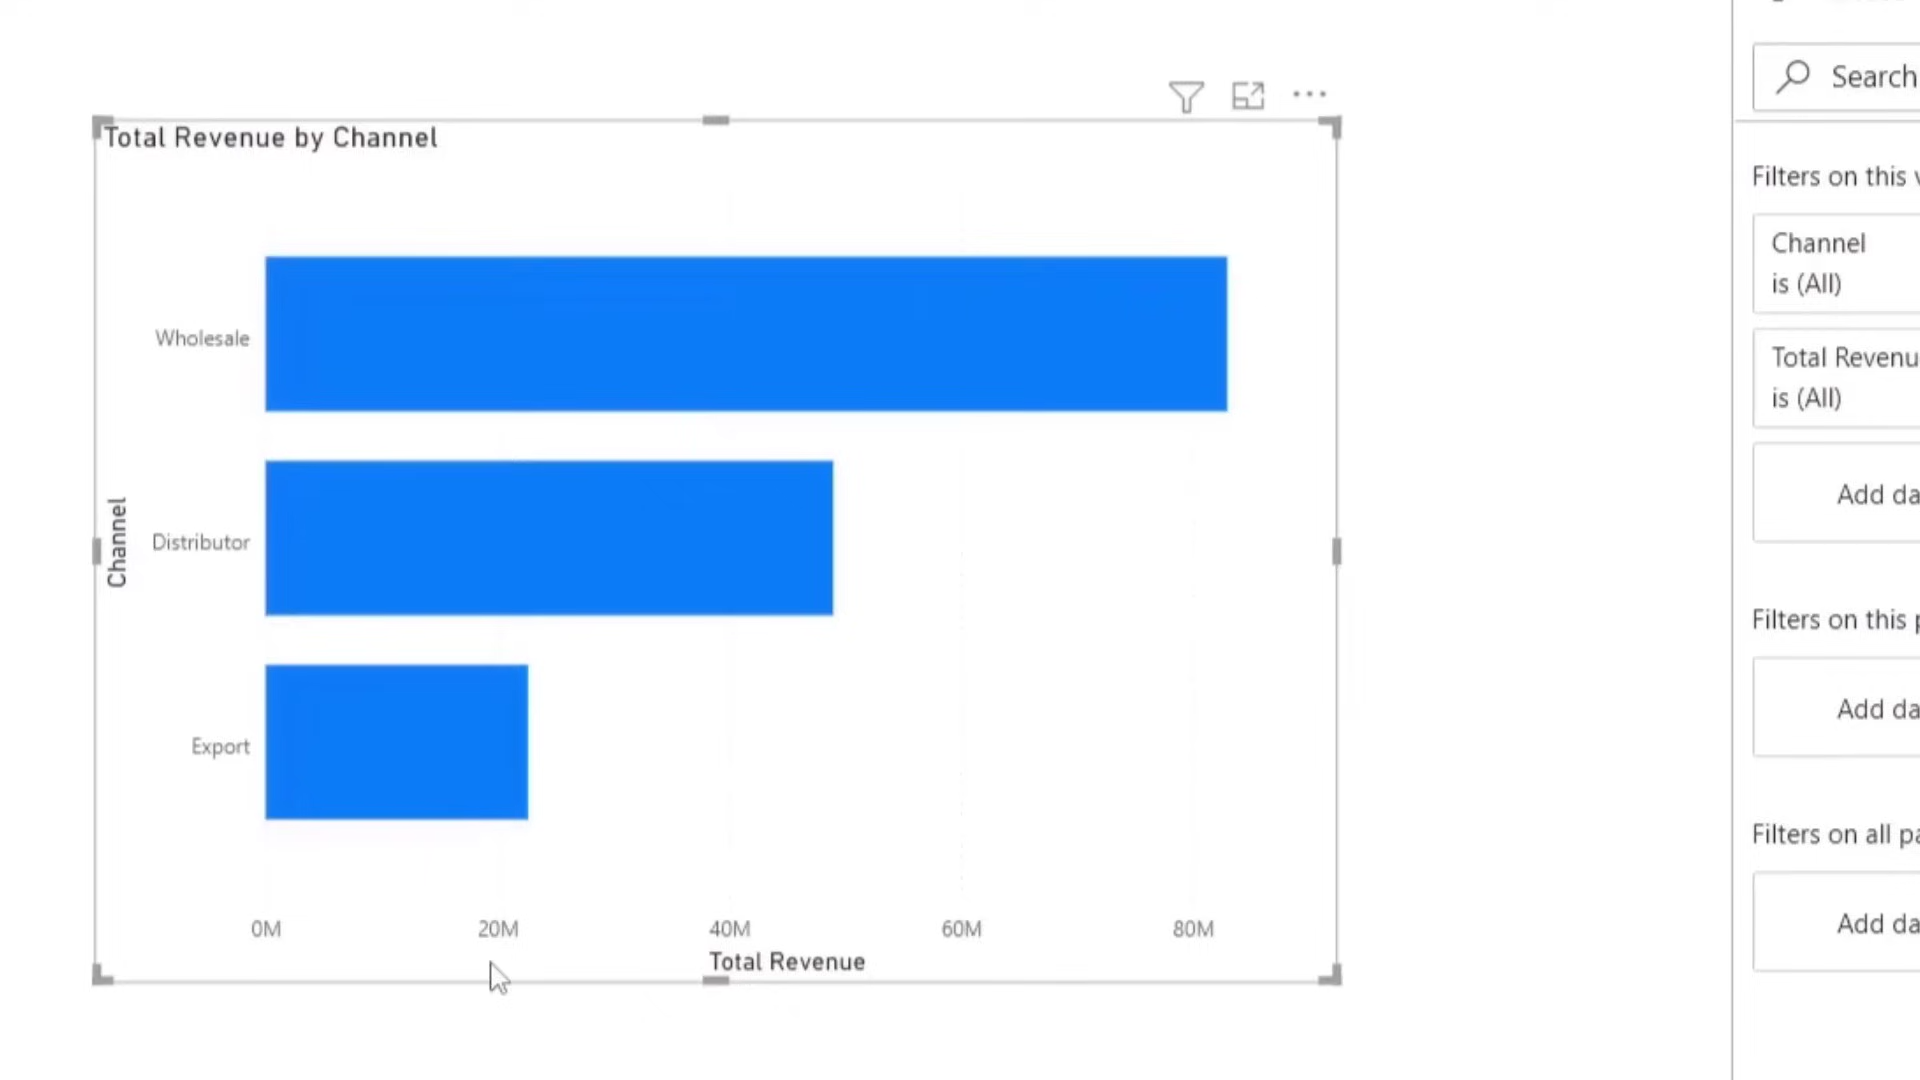 Total Revenue by Channel
Wholesale
Distributor
Export
Channel
0M 20M 40M 60M 80M
Total Revenue
Search
Filters on this v
Channel
is (All)
Total Revenu
is (All)
Add da
Filters on this p
Add da
Filters on all pa
Add da